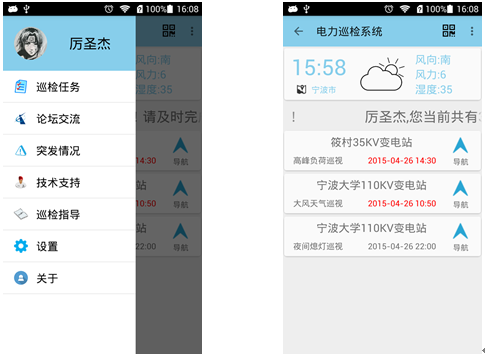 100% 16:08
厉圣杰
巡检任务
论坛交流
突发情况
技术支持
巡检指导
设置
关于
风向:南
风力:6
湿度:35
! 请及时完
14:30
导航
站
10:50
导航
站
22:00
导航
100% 16:08
电力巡检系统
15:58
宁波市
风向:南
风力:6
湿度:35
! 厉圣杰,您当前共有
筱村35KV变电站
高峰负荷巡视 2015-04-26 14:30
导航
宁波大学110KV变电站
大风天气巡视 2015-04-26 10:50
导航
宁波大学110KV变电站
夜间熄灯巡视 2015-04-26 22:00
导航